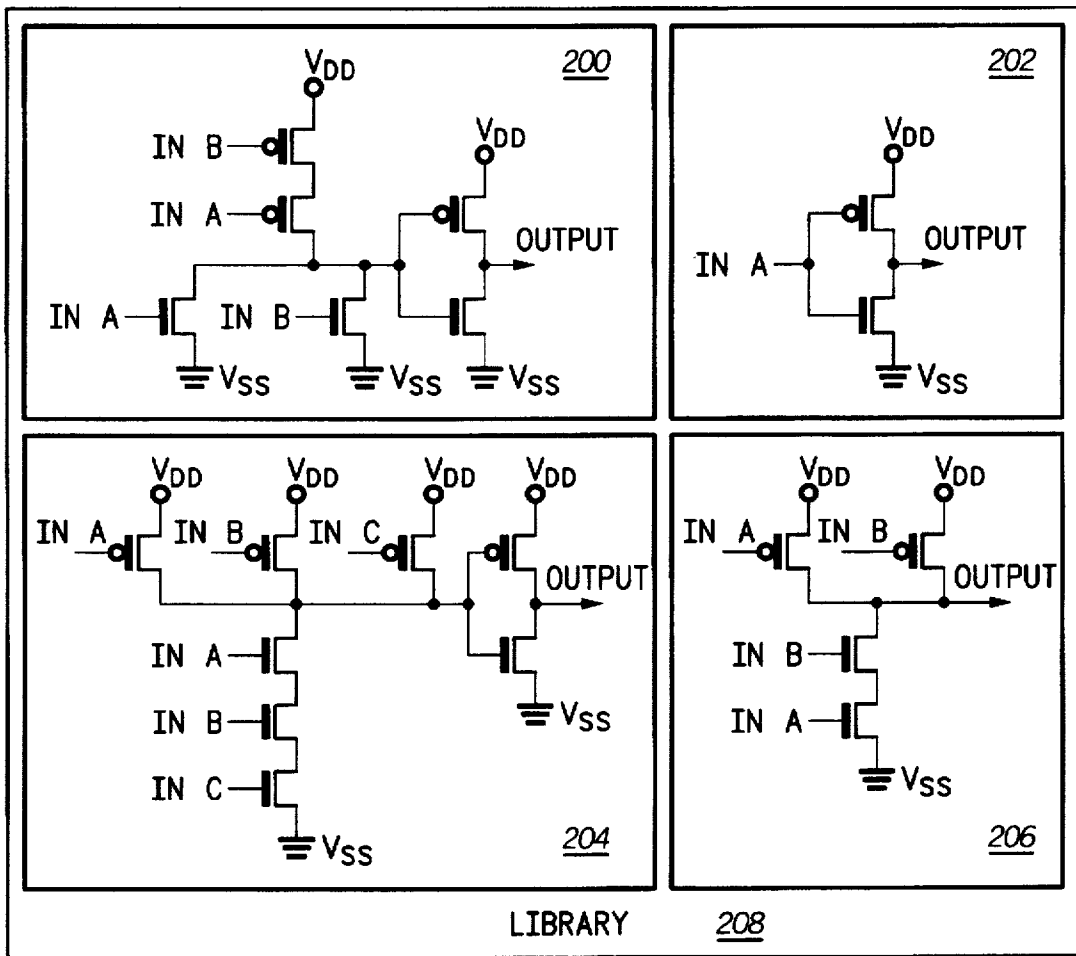 200
VDD
IN B
VDD
IN A
OUTPUT
IN A
IN B
VSS
VSS
VSS
202
VDD
OUTPUT
IN A
VSS
VDD
VDD
VDD
VDD
IN A
IN B
IN C
OUTPUT
IN A
VSS
IN B
IN C
VSS
204
VDD
VDD
IN A
IN B
OUTPUT
IN B
IN A
VSS
206
LIBRARY 208